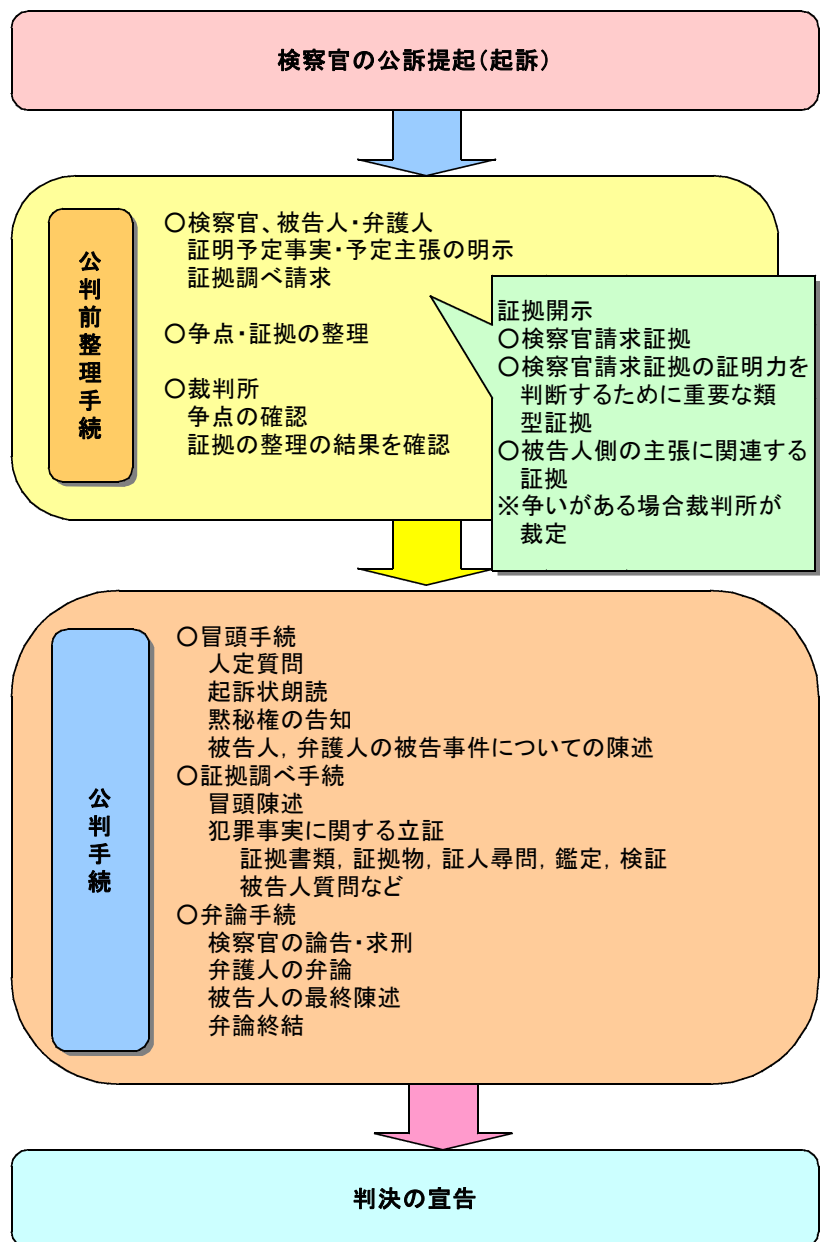 検察官の公訴提起（起訴）
公判前整理手続
○検察官、被告人・弁護人
証明予定事実・予定主張の明示
証拠調べ請求
○争点・証拠の整理
○裁判所
争点の確認
証拠の整理の結果を確認
証拠開示
○検察官請求証拠
○検察官請求証拠の証明力を
判断するために重要な類
型証拠
○被告人側の主張に関連する
証拠
※争いがある場合裁判所が
裁定
公判手続
○冒頭手続
人定質問
起訴状朗読
黙秘権の告知
被告人，弁護人の被告事件についての陳述
○証拠調べ手続
冒頭陳述
犯罪事実に関する立証
証拠書類，証拠物，証人尋問，鑑定，検証
被告人質問など
○弁論手続
検察官の論告・求刑
弁護人の弁論
被告人の最終陳述
弁論終結
判決の宣告